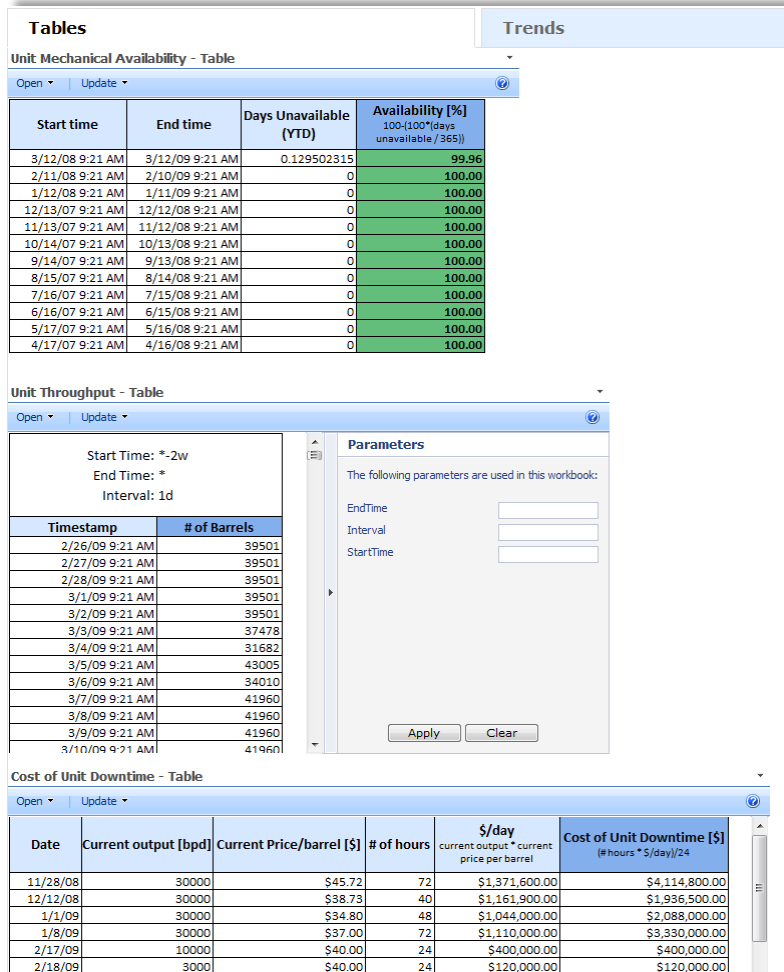 Tables Trends
Unit Mechanical Availability - Table
Open Update
Start time End time Days Unavailable (YTD) Availability [%] 100-(100*(days unavailable / 365))
3/12/08 9:21 AM 3/12/09 9:21 AM 0.129502315 99.96
2/11/08 9:21 AM 2/10/09 9:21 AM 0 100.00
1/12/08 9:21 AM 1/11/09 9:21 AM 0 100.00
12/13/07 9:21 AM 12/12/08 9:21 AM 0 100.00
11/13/07 9:21 AM 11/12/08 9:21 AM 0 100.00
10/14/07 9:21 AM 10/13/08 9:21 AM 0 100.00
9/14/07 9:21 AM 9/13/08 9:21 AM 0 100.00
8/15/07 9:21 AM 8/14/08 9:21 AM 0 100.00
7/16/07 9:21 AM 7/15/08 9:21 AM 0 100.00
6/16/07 9:21 AM 6/15/08 9:21 AM 0 100.00
5/17/07 9:21 AM 5/16/08 9:21 AM 0 100.00
4/17/07 9:21 AM 4/16/08 9:21 AM 0 100.00
Unit Throughput - Table
Open Update
Start Time: *-2w
End Time: *
Interval: 1d
Timestamp # of Barrels
2/26/09 9:21 AM 39501
2/27/09 9:21 AM 39501
2/28/09 9:21 AM 39501
3/1/09 9:21 AM 39501
3/2/09 9:21 AM 39501
3/3/09 9:21 AM 37478
3/4/09 9:21 AM 31682
3/5/09 9:21 AM 43005
3/6/09 9:21 AM 34010
3/7/09 9:21 AM 41960
3/8/09 9:21 AM 41960
3/9/09 9:21 AM 41960
3/10/09 9:21 AM 41960
Parameters
The following parameters are used in this workbook:
EndTime
Interval
StartTime
Apply Clear
Cost of Unit Downtime - Table
Open Update
Date Current output [bpd] Current Price/barrel [$] # of hours $/day current output * current price per barrel Cost of Unit Downtime [$] (#hours * $/day)/24
11/28/08 30000 $45.72 72 $1,371,600.00 $4,114,800.00
12/12/08 30000 $38.73 40 $1,161,900.00 $1,936,500.00
1/1/09 30000 $34.80 48 $1,044,000.00 $2,088,000.00
1/8/09 30000 $37.00 72 $1,110,000.00 $3,330,000.00
2/17/09 10000 $40.00 24 $400,000.00 $400,000.00
2/18/09 3000 $40.00 24 $120,000.00 $120,000.00